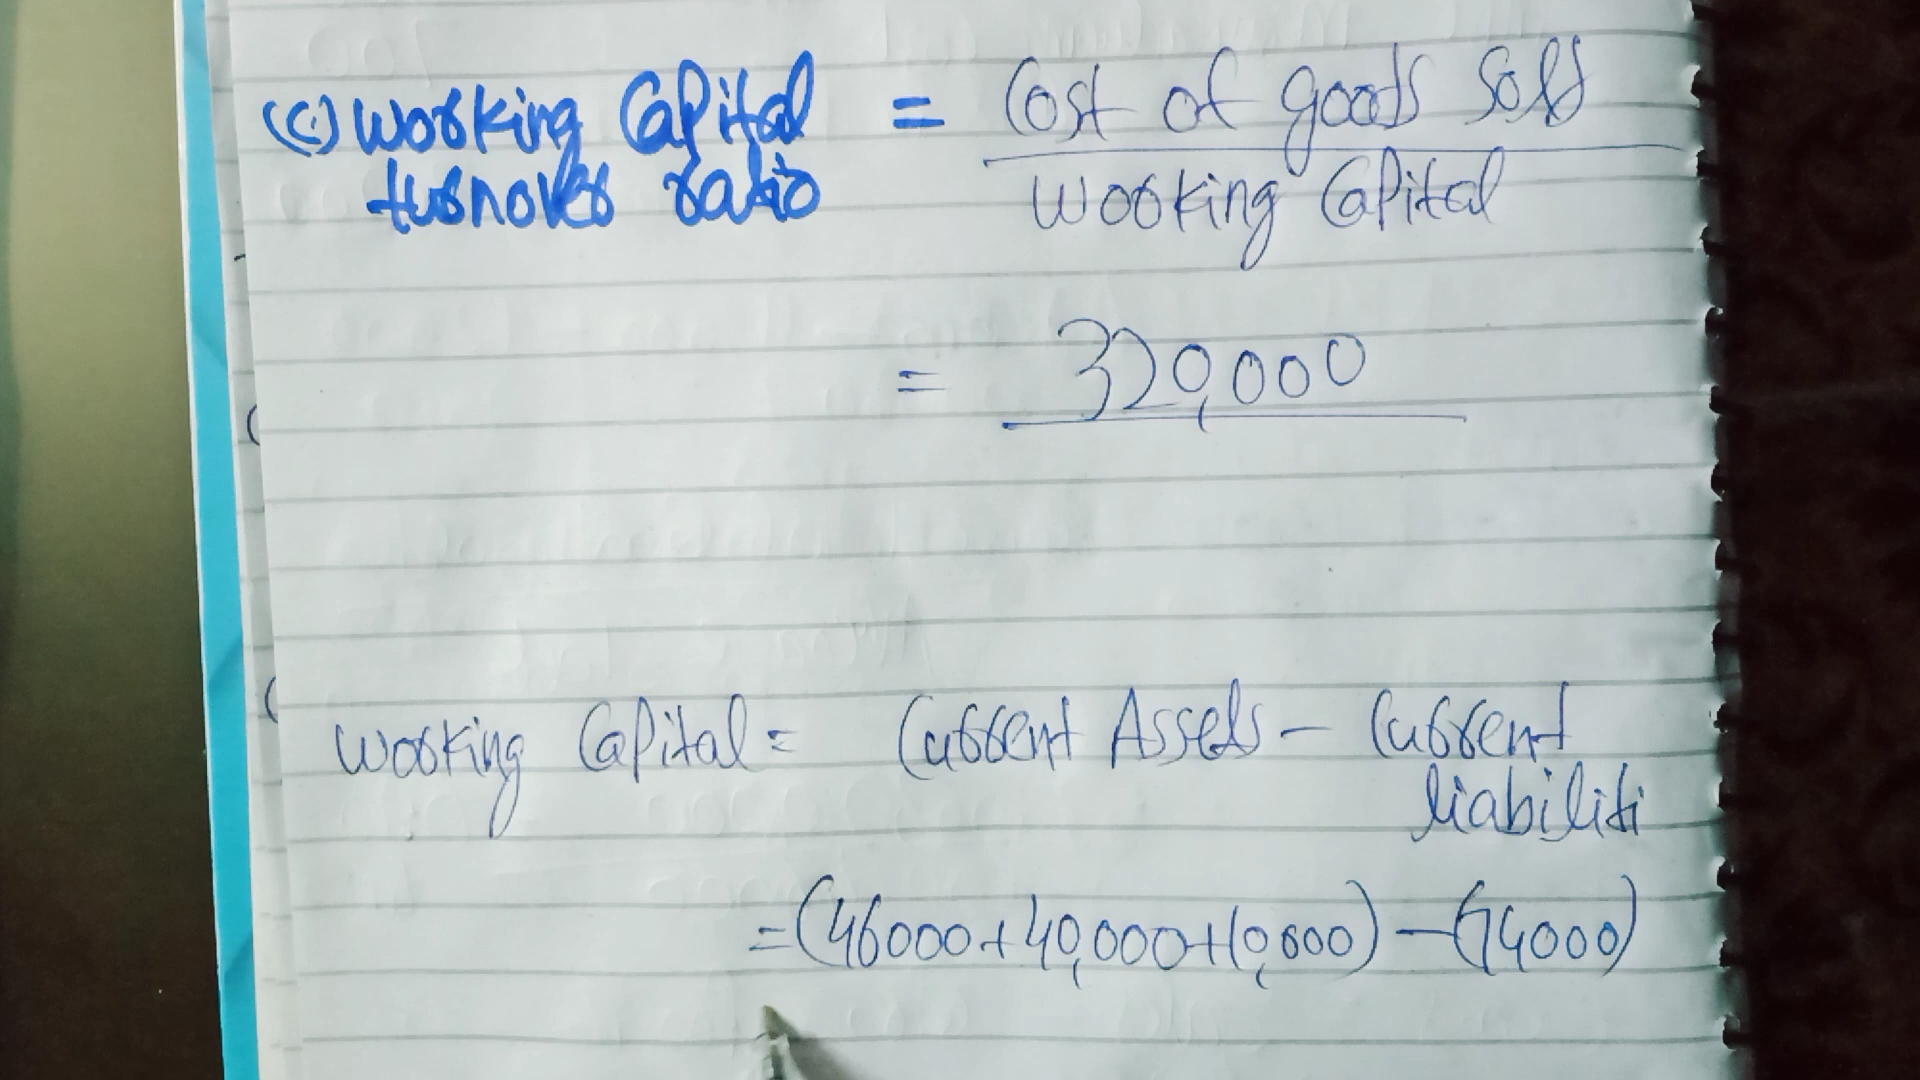 (C) Working Capital = Cost of goods Sold
turnover ratio Working Capital
= 320,000
Working Capital = Current Assets - Current
liabiliti
= (46000+40,000+10,000) - (74000)